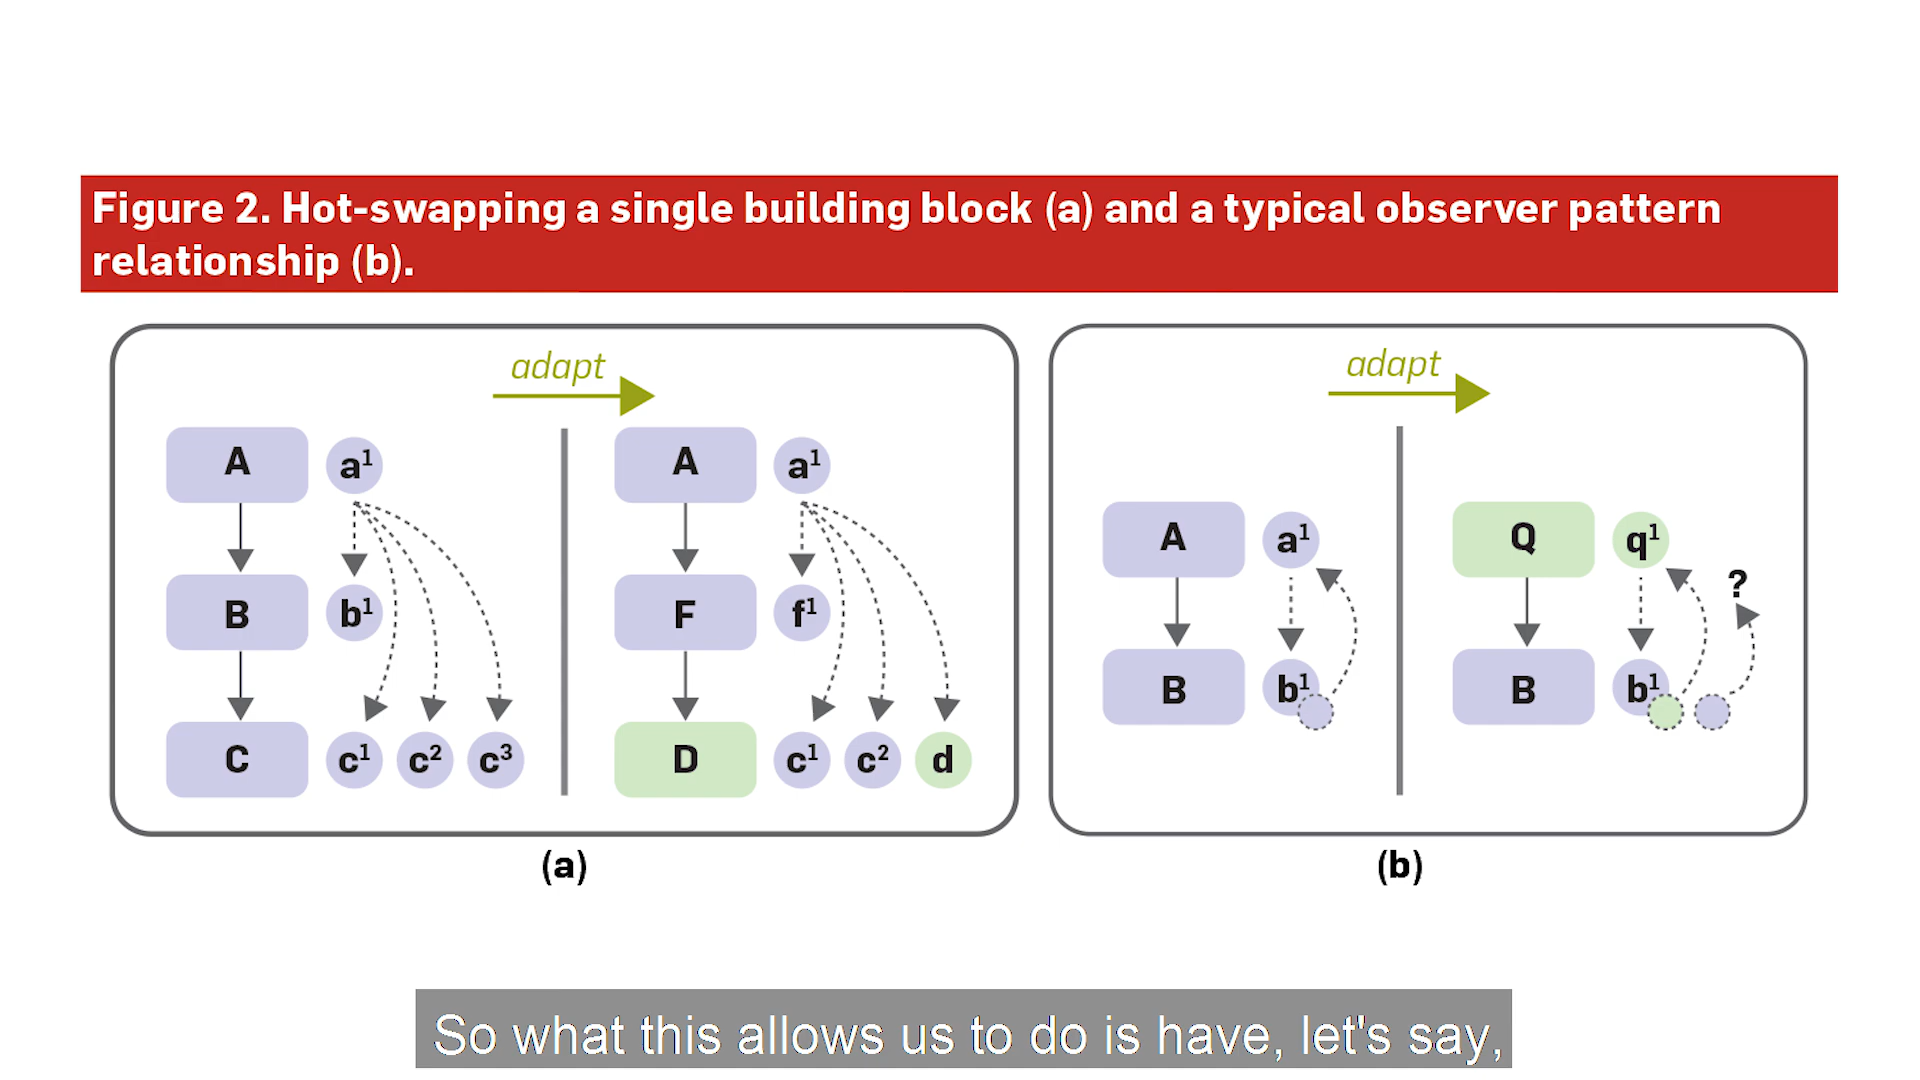 Figure 2. Hot-swapping a single building block (a) and a typical observer pattern
relationship (b).
adapt
A a¹
B b¹
C c¹ c² c³
A a¹
F f¹
D c¹ c² d
(a)
adapt
A a¹
B b¹
Q q¹
?
B b¹
(b)
So what this allows us to do is have, let's say,